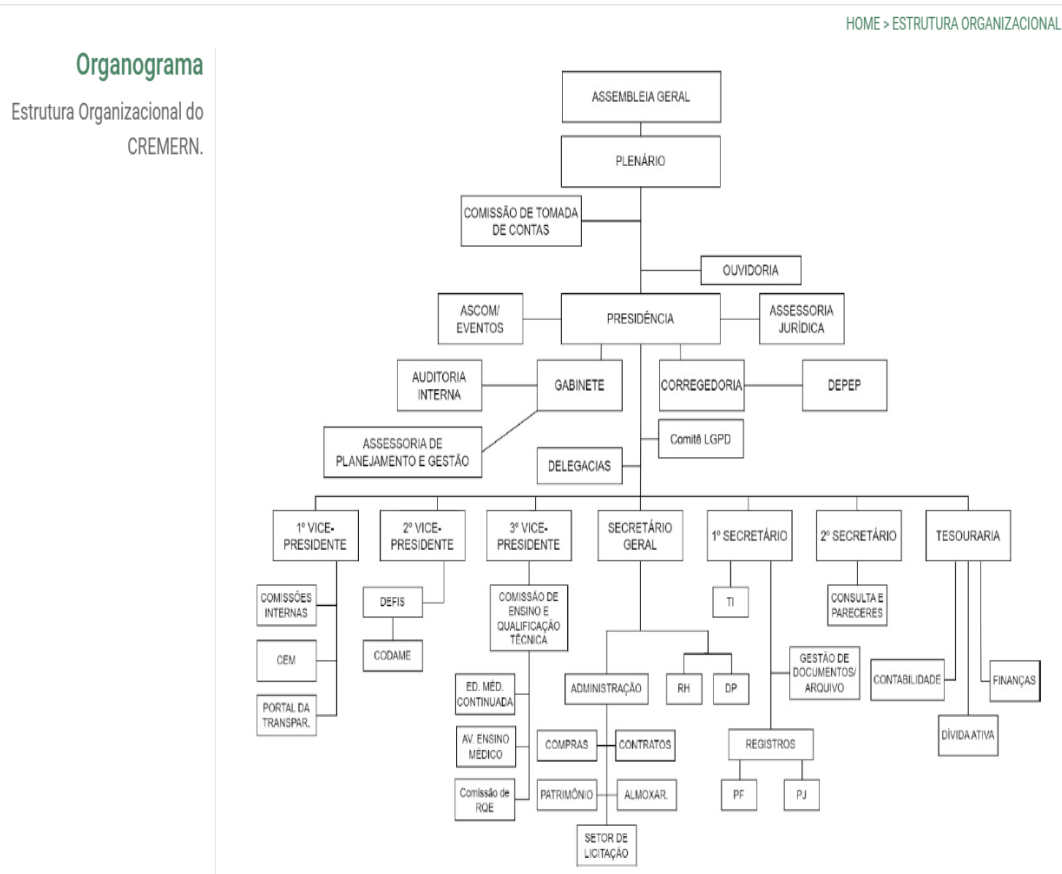 HOME > ESTRUTURA ORGANIZACIONAL
Organograma
Estrutura Organizacional do
CREMERN.
ASSEMBLEIA GERAL
PLENÁRIO
COMISSÃO DE TOMADA
DE CONTAS
OUVIDORIA
ASCOM/
EVENTOS
PRESIDÊNCIA
ASSESSORIA
JURÍDICA
AUDITORIA
INTERNA
GABINETE
CORREGEDORIA
DEPEP
ASSESSORIA DE
PLANEJAMENTO E GESTÃO
Comitê LGPD
DELEGACIAS
1º VICE-
PRESIDENTE
2º VICE-
PRESIDENTE
3º VICE-
PRESIDENTE
SECRETÁRIO
GERAL
1º SECRETÁRIO
2º SECRETÁRIO
TESOURARIA
COMISSÕES
INTERNAS
DEFIS
COMISSÃO DE
ENSINO E
QUALIFICAÇÃO
TÉCNICA
TI
CONSULTA E
PARECERES
CEM
CODAME
GESTÃO DE
DOCUMENTOS/
ARQUIVO
CONTABILIDADE
FINANÇAS
ED. MÉD.
CONTINUADA
ADMINISTRAÇÃO
RH
DP
PORTAL DA
TRANSPAR.
AV. ENSINO
MÉDICO
COMPRAS
CONTRATOS
REGISTROS
DÍVIDA ATIVA
Comissão de
RQE
PATRIMÔNIO
ALMOXAR.
PF
PJ
SETOR DE
LICITAÇÃO